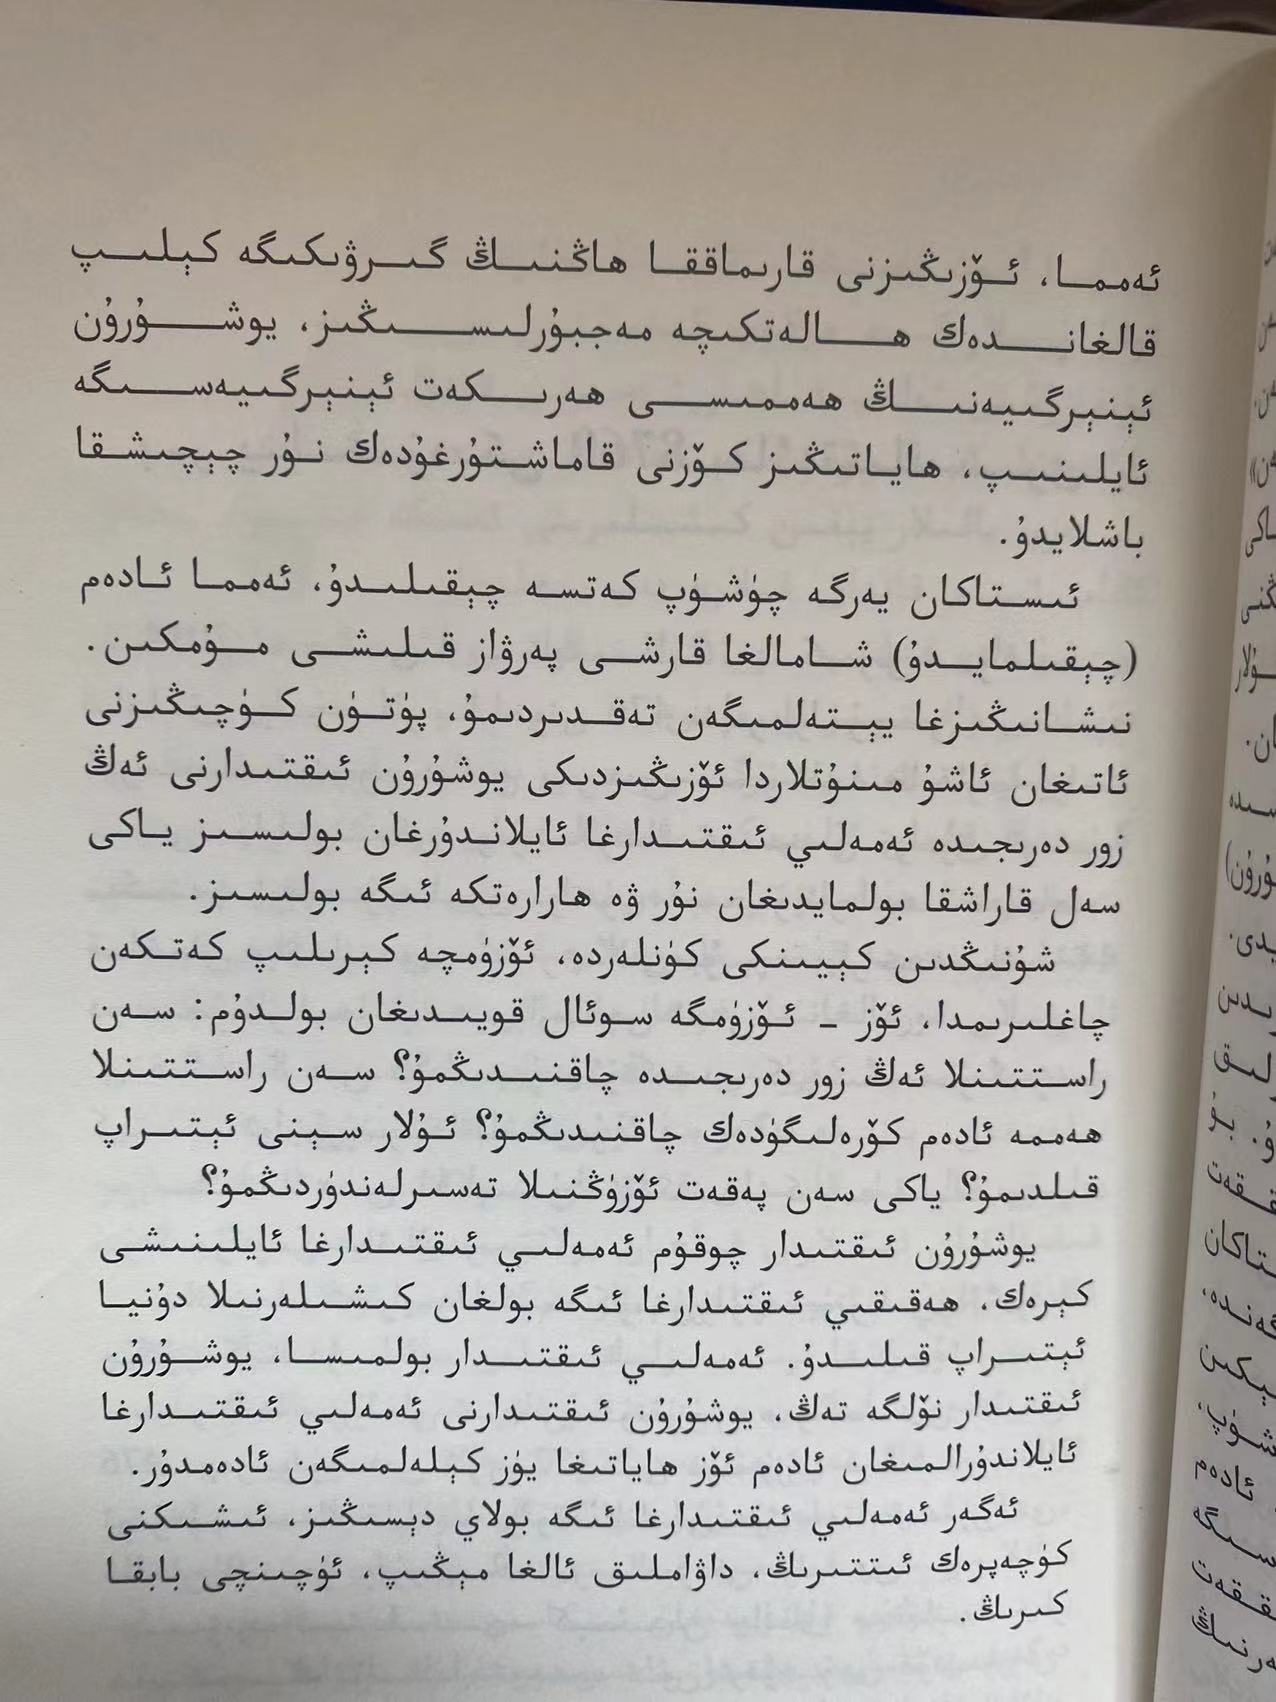 ئەمما، ئۆزىڭىزنى قارىماققا ھاڭنىڭ گىرۋىكىگە كېلىپ
قالغاندەك ھالەتكىچە مەجبۇرلىسىڭىز، يوشۇرۇن
ئېنېرگىيەنىڭ ھەممىسى ھەرىكەت ئېنېرگىيەسىگە
ئايلىنىپ، ھاياتىڭىز كۆزنى قاماشتۇرغۇدەك نۇر چېچىشقا
باشلايدۇ.
ئىستاكان يەرگە چۈشۈپ كەتسە چېقىلىدۇ، ئەمما ئادەم
(چېقىلمايدۇ) شامالغا قارشى پەرۋاز قىلىشى مۇمكىن.
نىشانىڭىزغا يېتەلمىگەن تەقدىردىمۇ، پۈتۈن كۈچىڭىزنى
ئاتىغان ئاشۇ مىنۇتلاردا ئۆزىڭىزدىكى يوشۇرۇن ئىقتىدارنى ئەڭ
زور دەرىجىدە ئەمەلىي ئىقتىدارغا ئايلاندۇرغان بولىسىز ياكى
سەل قاراشقا بولمايدىغان نۇر ۋە ھارارەتكە ئىگە بولىسىز.
شۇنىڭدىن كېيىنكى كۈنلەردە، ئۆزۈمچە كېرىلىپ كەتكەن
چاغلىرىمدا، ئۆز ـ ئۆزۈمگە سوئال قويىدىغان بولدۇم: سەن
راستتىنلا ئەڭ زور دەرىجىدە چاقنىدىڭمۇ؟ سەن راستتىنلا
ھەممە ئادەم كۆرەلىگۈدەك چاقنىدىڭمۇ؟ ئۇلار سېنى ئېتىراپ
قىلدىمۇ؟ ياكى سەن پەقەت ئۆزۈڭنىلا تەسىرلەندۈردىڭمۇ؟
يوشۇرۇن ئىقتىدار چوقۇم ئەمەلىي ئىقتىدارغا ئايلىنىشى
كېرەك. ھەقىقىي ئىقتىدارغا ئىگە بولغان كىشىلەرنىلا دۇنيا
ئېتىراپ قىلىدۇ. ئەمەلىي ئىقتىدار بولمىسا، يوشۇرۇن
ئىقتىدار نۆلگە تەڭ. يوشۇرۇن ئىقتىدارنى ئەمەلىي ئىقتىدارغا
ئايلاندۇرالمىغان ئادەم ئۆز ھاياتىغا يۈز كېلەلمىگەن ئادەمدۇر.
ئەگەر ئەمەلىي ئىقتىدارغا ئىگە بولاي دېسىڭىز، ئىشىكنى
كۈچەپرەك ئىتتىرىڭ. داۋاملىق ئالغا مېڭىپ، ئۈچىنچى بابقا
كىرىڭ.